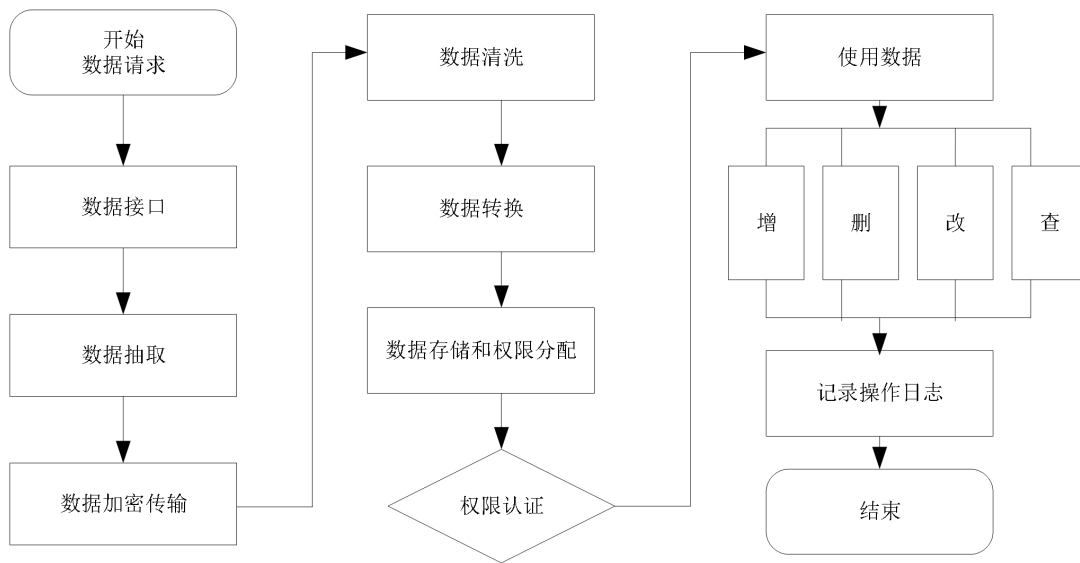 开始
数据请求
数据接口
数据抽取
数据加密传输
数据清洗
数据转换
数据存储和权限分配
权限认证
使用数据
增
删
改
查
记录操作日志
结束